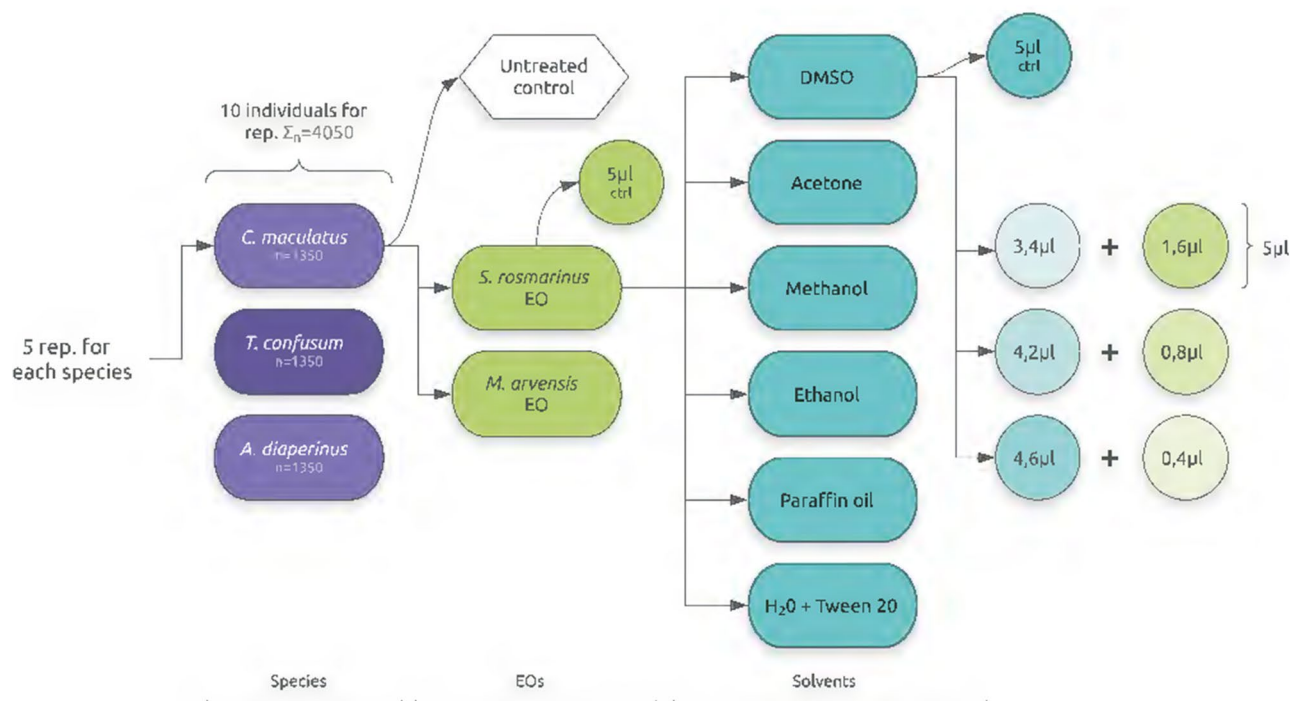 10 individuals for
rep. Σn=4050
5 rep. for
each species
C. maculatus
n=1350
T. confusum
n=1350
A. diaperinus
n=1350
Untreated
control
5µl
ctrl
S. rosmarinus
EO
M. arvensis
EO
DMSO
Acetone
Methanol
Ethanol
Paraffin oil
H₂0 + Tween 20
5µl
ctrl
3,4µl + 1,6µl
5µl
4,2µl + 0,8µl
4,6µl + 0,4µl
Species
EOs
Solvents